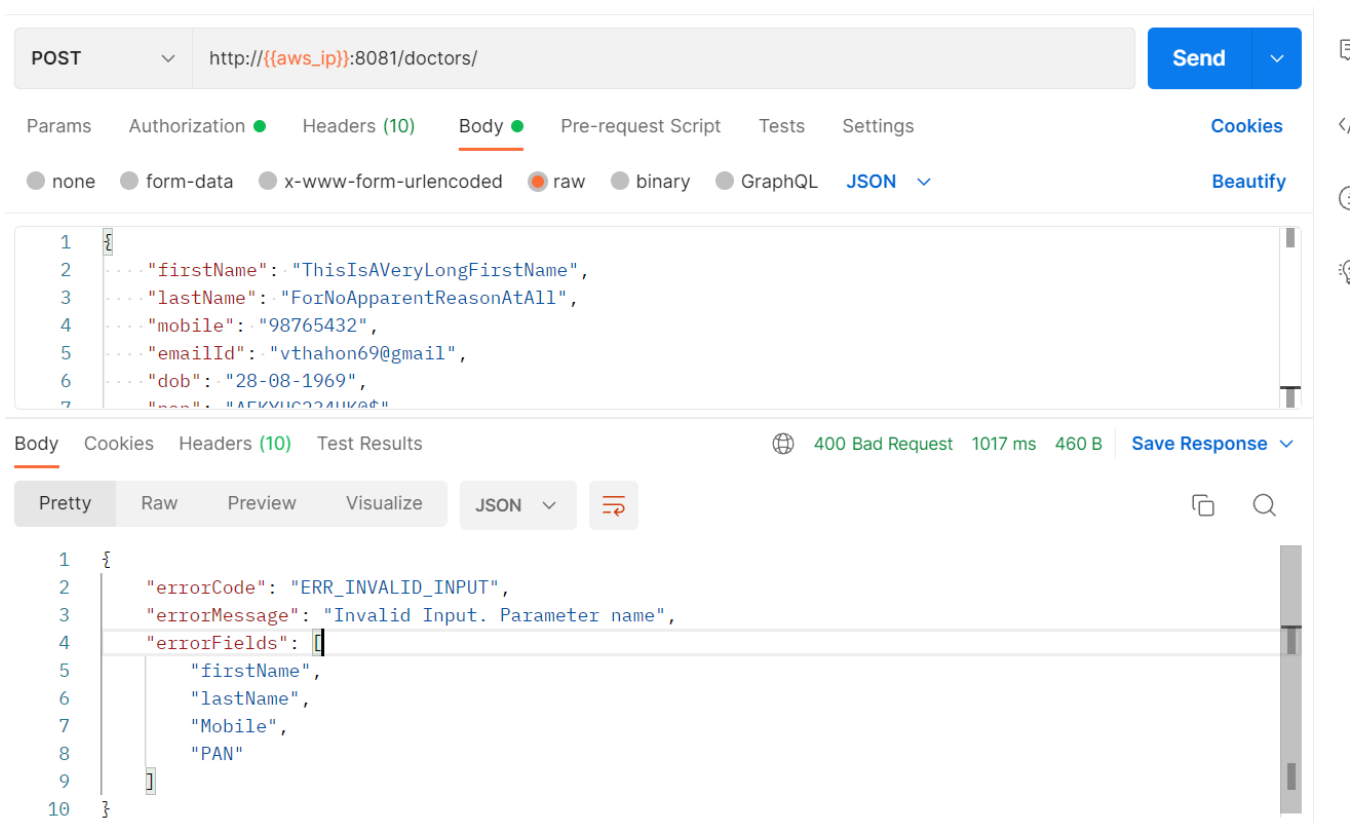 POST http://{{aws_ip}}:8081/doctors/ Send
Params Authorization Headers (10) Body Pre-request Script Tests Settings Cookies
none form-data x-www-form-urlencoded raw binary GraphQL JSON Beautify
1 {
2 "firstName": "ThisIsAVeryLongFirstName",
3 "lastName": "ForNoApparentReasonAtAll",
4 "mobile": "98765432",
5 "emailId": "vthahon69@gmail",
6 "dob": "28-08-1969",
Body Cookies Headers (10) Test Results 400 Bad Request 1017 ms 460 B Save Response
Pretty Raw Preview Visualize JSON
1 {
2 "errorCode": "ERR_INVALID_INPUT",
3 "errorMessage": "Invalid Input. Parameter name",
4 "errorFields": [
5 "firstName",
6 "lastName",
7 "Mobile",
8 "PAN"
9 ]
10 }